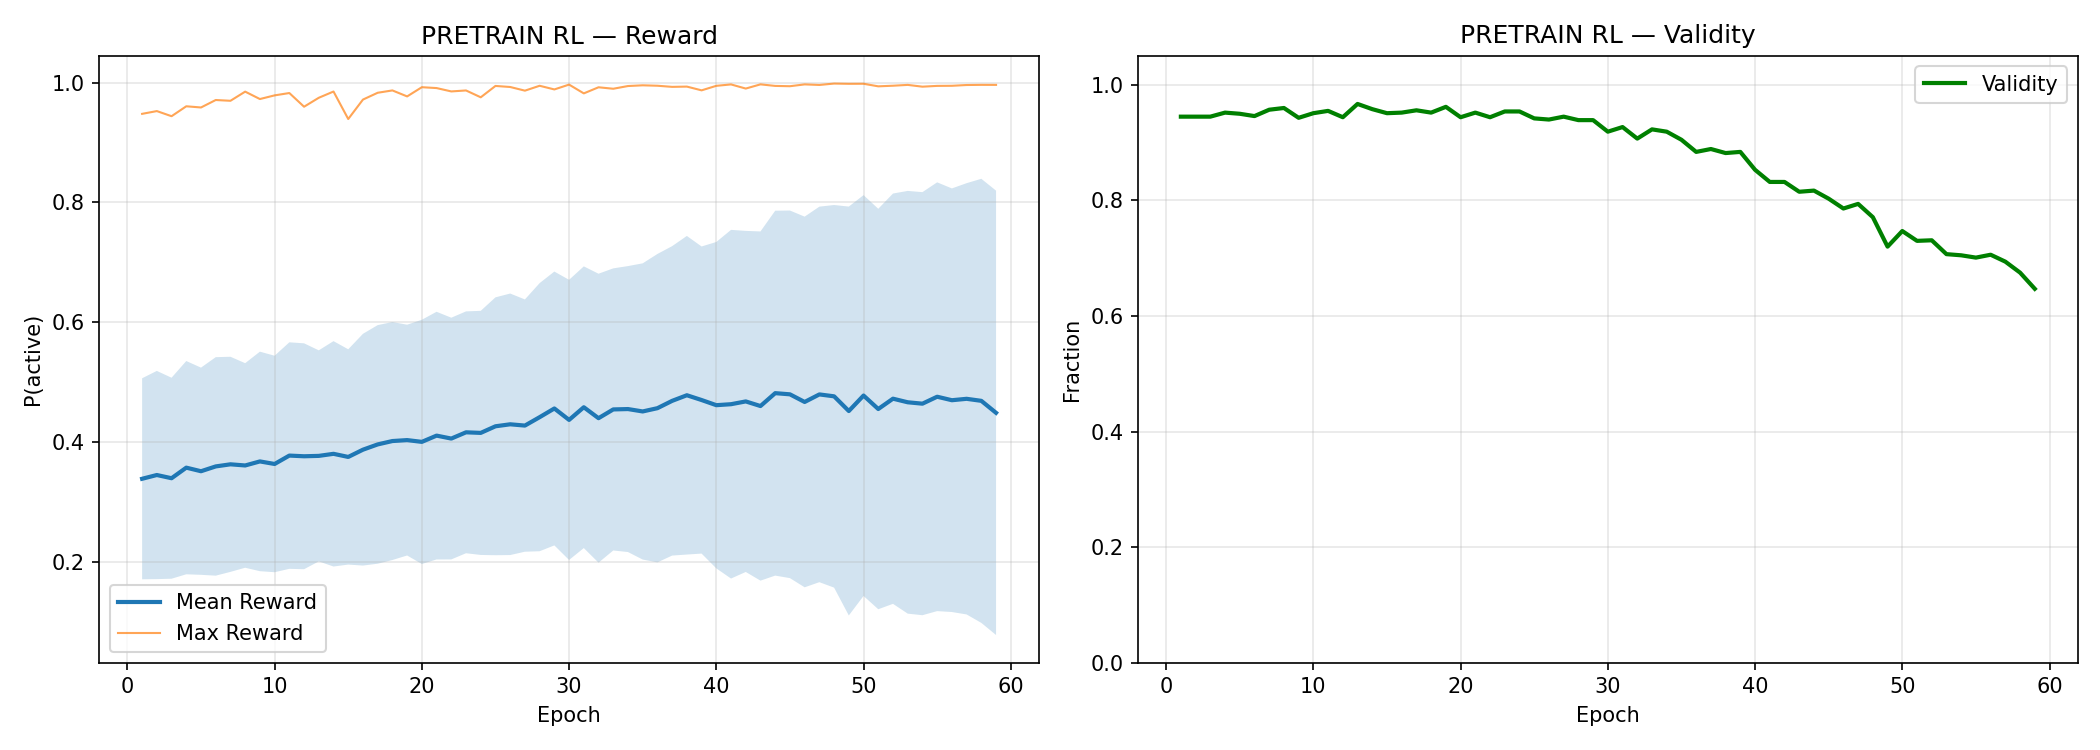 PRETRAIN RL — Reward
1.0
0.8
0.6
0.4
0.2
P(active)
Mean Reward
Max Reward
0 10 20 30 40 50 60
Epoch
PRETRAIN RL — Validity
Validity
1.0
0.8
0.6
0.4
0.2
0.0
Fraction
0 10 20 30 40 50 60
Epoch